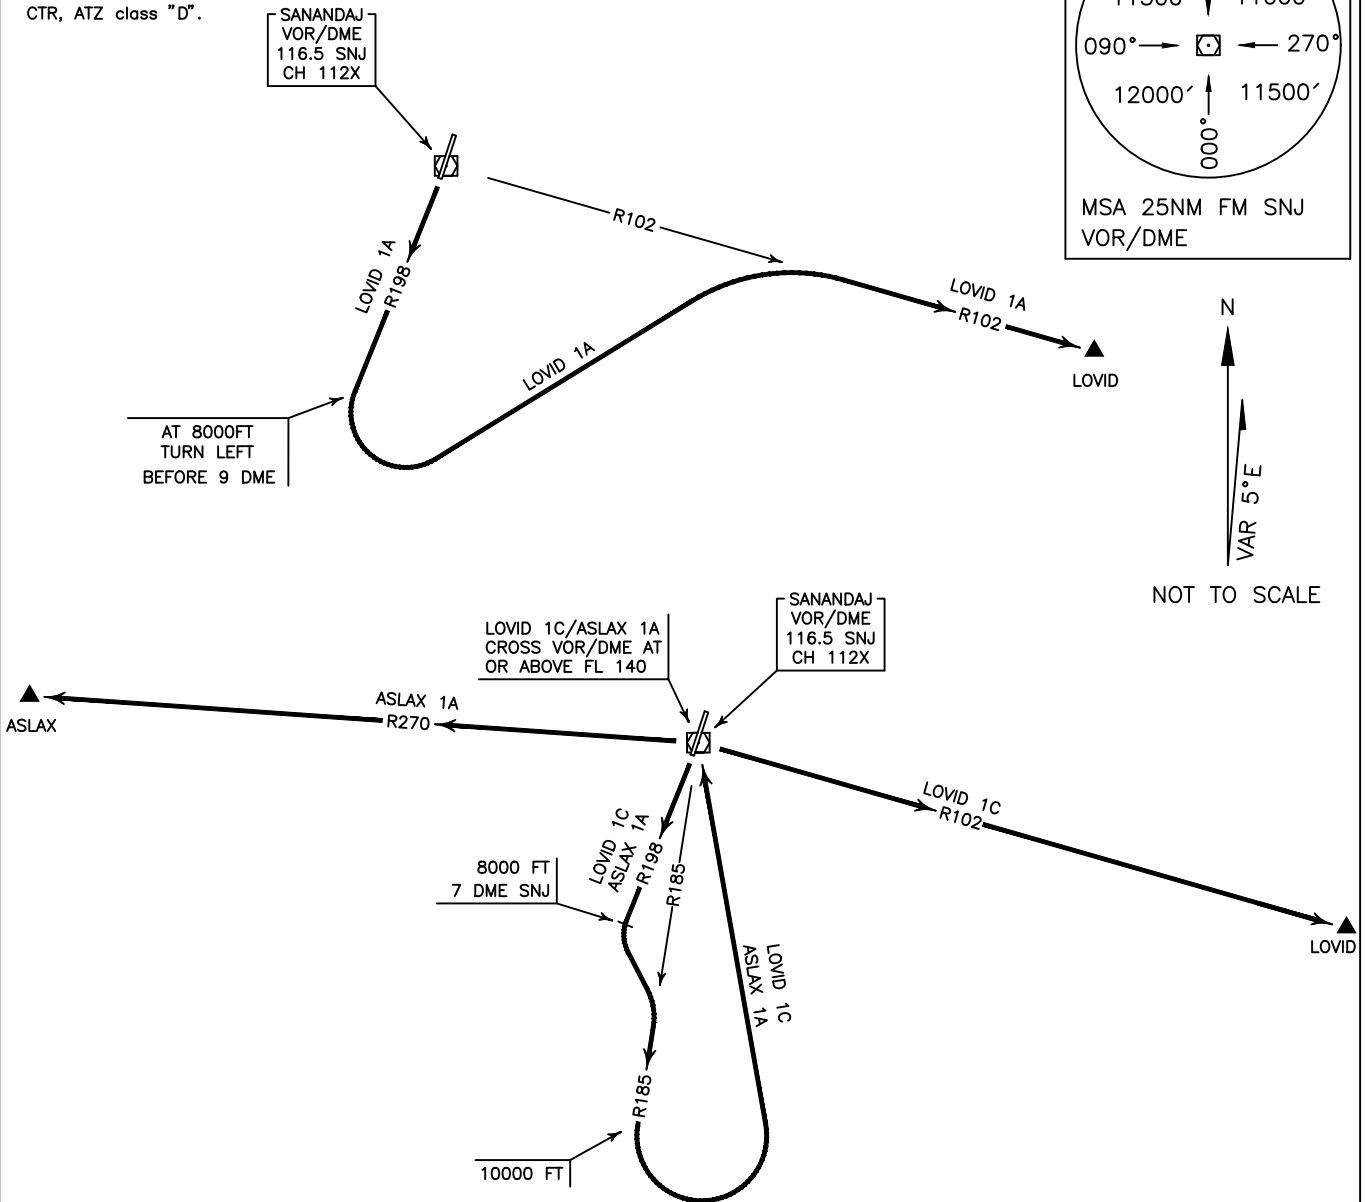 CTR, ATZ class "D".
SANANDAJ
VOR/DME
116.5 SNJ
CH 112X
11500 11000
090° 270°
12000′ 11500′
000°
MSA 25NM FM SNJ
VOR/DME
R102
LOVID 1A
R198
LOVID 1A
LOVID 1A
R102
LOVID
AT 8000FT
TURN LEFT
BEFORE 9 DME
N
VAR 5°E
NOT TO SCALE
LOVID 1C/ASLAX 1A
CROSS VOR/DME AT
OR ABOVE FL 140
SANANDAJ
VOR/DME
116.5 SNJ
CH 112X
ASLAX
ASLAX 1A
R270
LOVID 1C
R102
LOVID
LOVID 1C
ASLAX 1A
R198
R185
8000 FT
7 DME SNJ
LOVID 1C
ASLAX 1A
R185
10000 FT